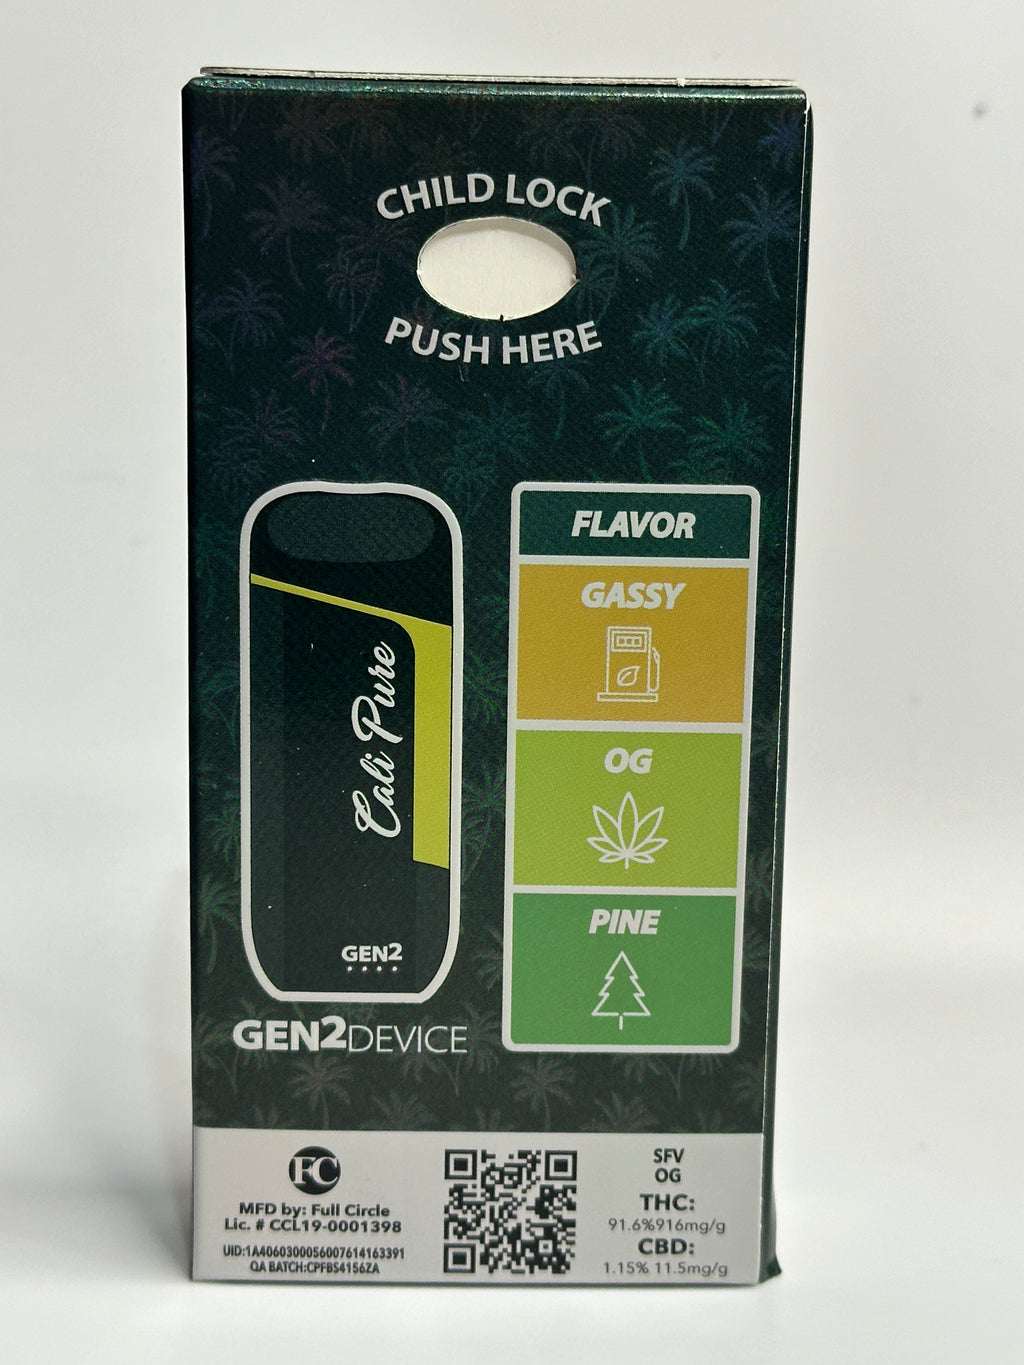 CHILD LOCK
PUSH HERE
Cali Pure
GEN2
GEN2DEVICE
FLAVOR
GASSY
OG
PINE
FC
MFD by: Full Circle
Lic. # CCL19-0001398
UID:1A4060300056007614163391
QA BATCH:CPFBS4156ZA
SFV
OG
THC:
91.6%916mg/g
CBD:
1.15% 11.5mg/g